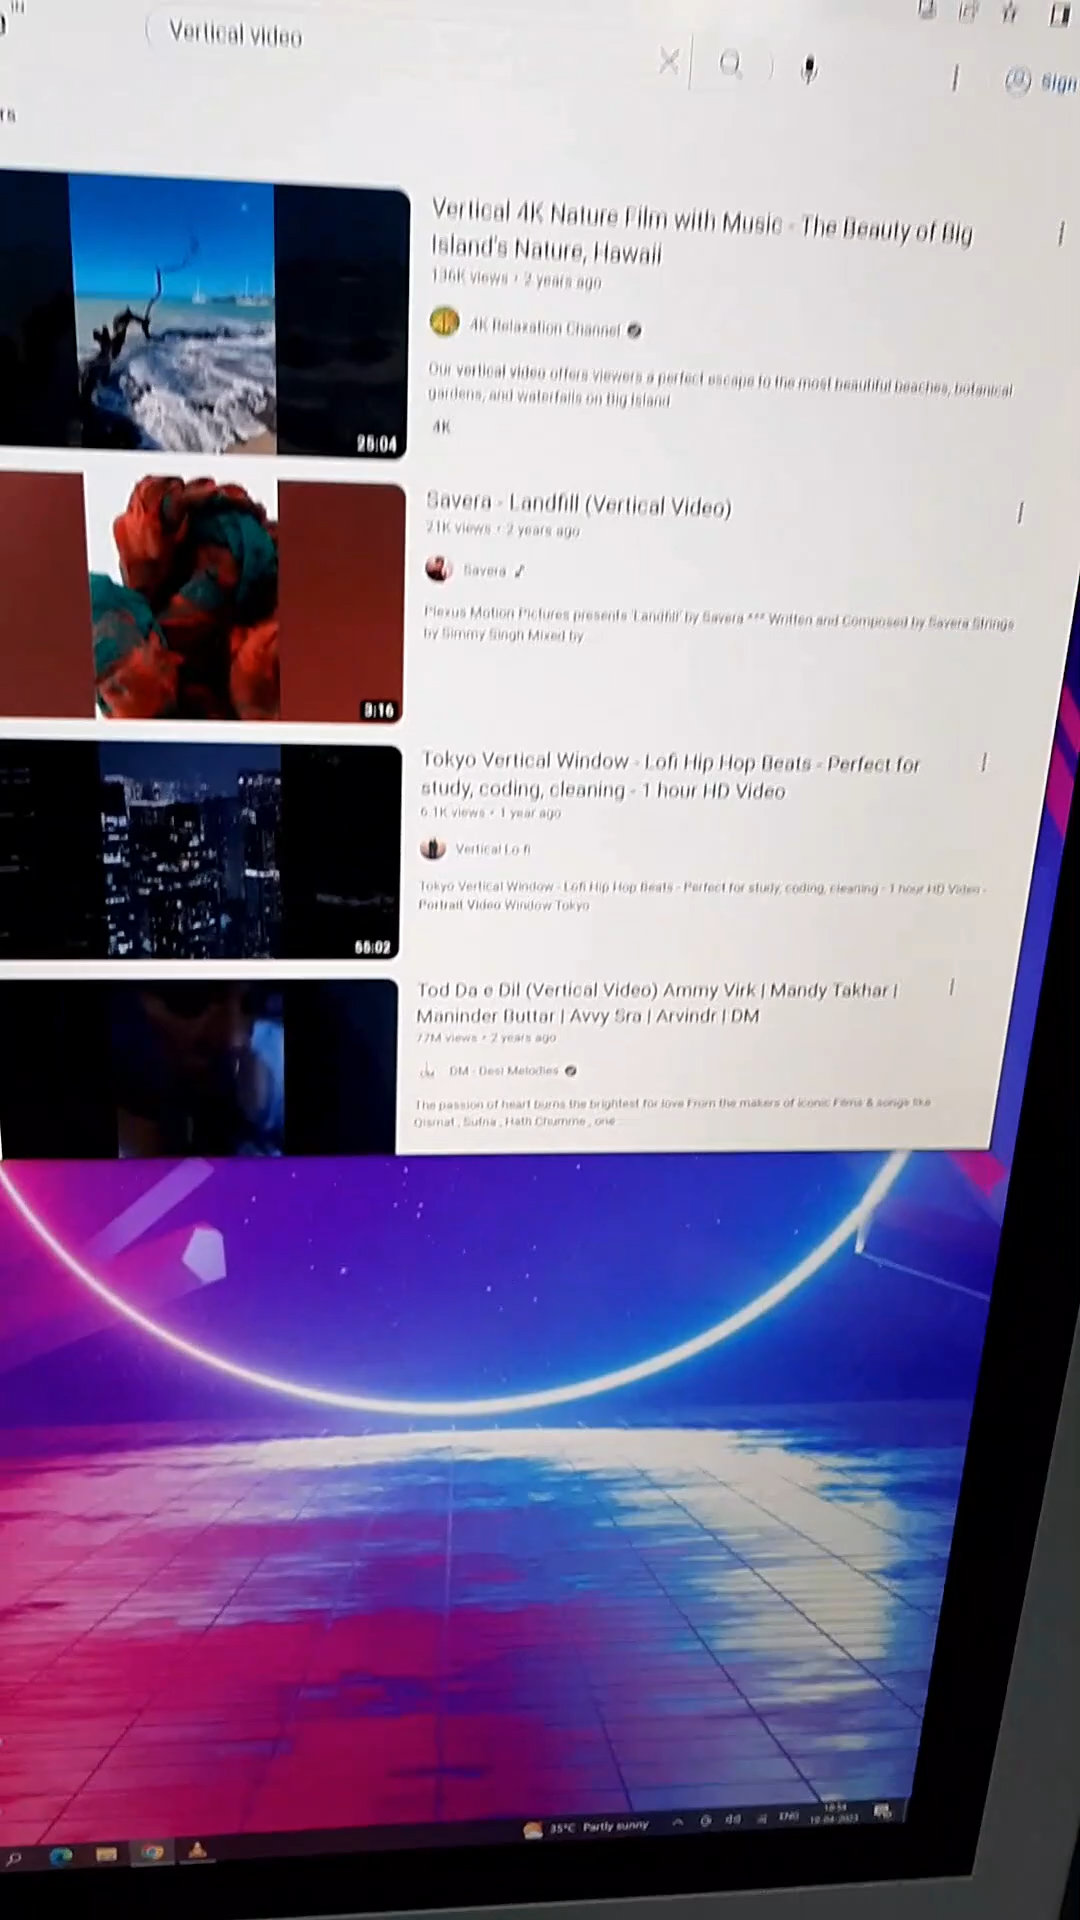 IN
Vertical video
Sign
rs
Vertical 4K Nature Film with Music - The Beauty of Big
Island's Nature, Hawaii
136K views • 2 years ago
4K Relaxation Channel
Our vertical video offers viewers a perfect escape to the most beautiful beaches, botanical
gardens, and waterfalls on Big Island
4K
25:04
Savera - Landfill (Vertical Video)
21K views • 2 years ago
Savera
Plexus Motion Pictures presents 'Landfill' by Savera *** Written and Composed by Savera Strings
by Simmy Singh Mixed by
3:16
Tokyo Vertical Window - Lofi Hip Hop Beats - Perfect for
study, coding, cleaning - 1 hour HD Video
6.1K views • 1 year ago
Vertical Lo-fi
Tokyo Vertical Window - Lofi Hip Hop Beats - Perfect for study, coding, cleaning - 1 hour HD Video -
Portrait Video Window Tokyo
55:02
Tod Da e Dil (Vertical Video) Ammy Virk | Mandy Takhar |
Maninder Buttar | Avvy Sra | Arvindr | DM
77M views • 2 years ago
DM - Desi Melodies
The passion of heart burns the brightest for love From the makers of iconic Films & songs like
Qismat , Sufna , Hath Chumme , one
35°C Partly sunny
ENG